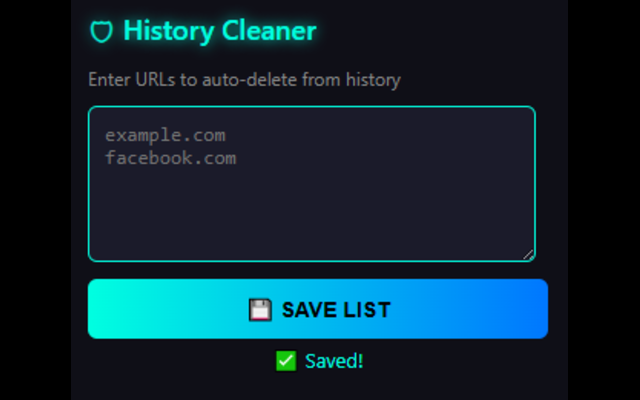 History Cleaner
Enter URLs to auto-delete from history
example.com
facebook.com
SAVE LIST
Saved!